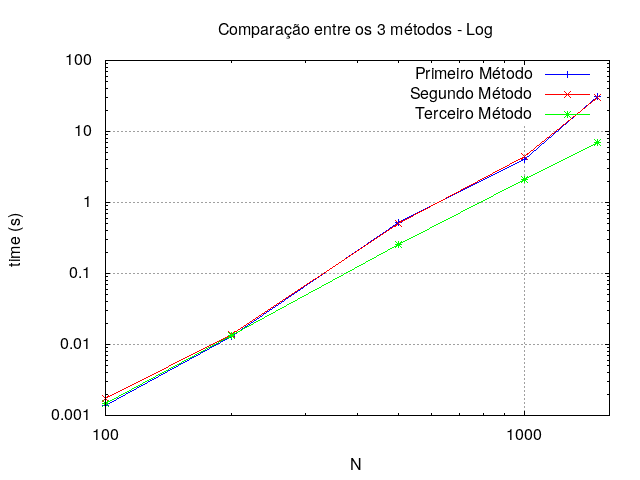 Comparação entre os 3 métodos - Log
Primeiro Método
Segundo Método
Terceiro Método
100
10
1
0.1
0.01
0.001
time (s)
100
1000
N